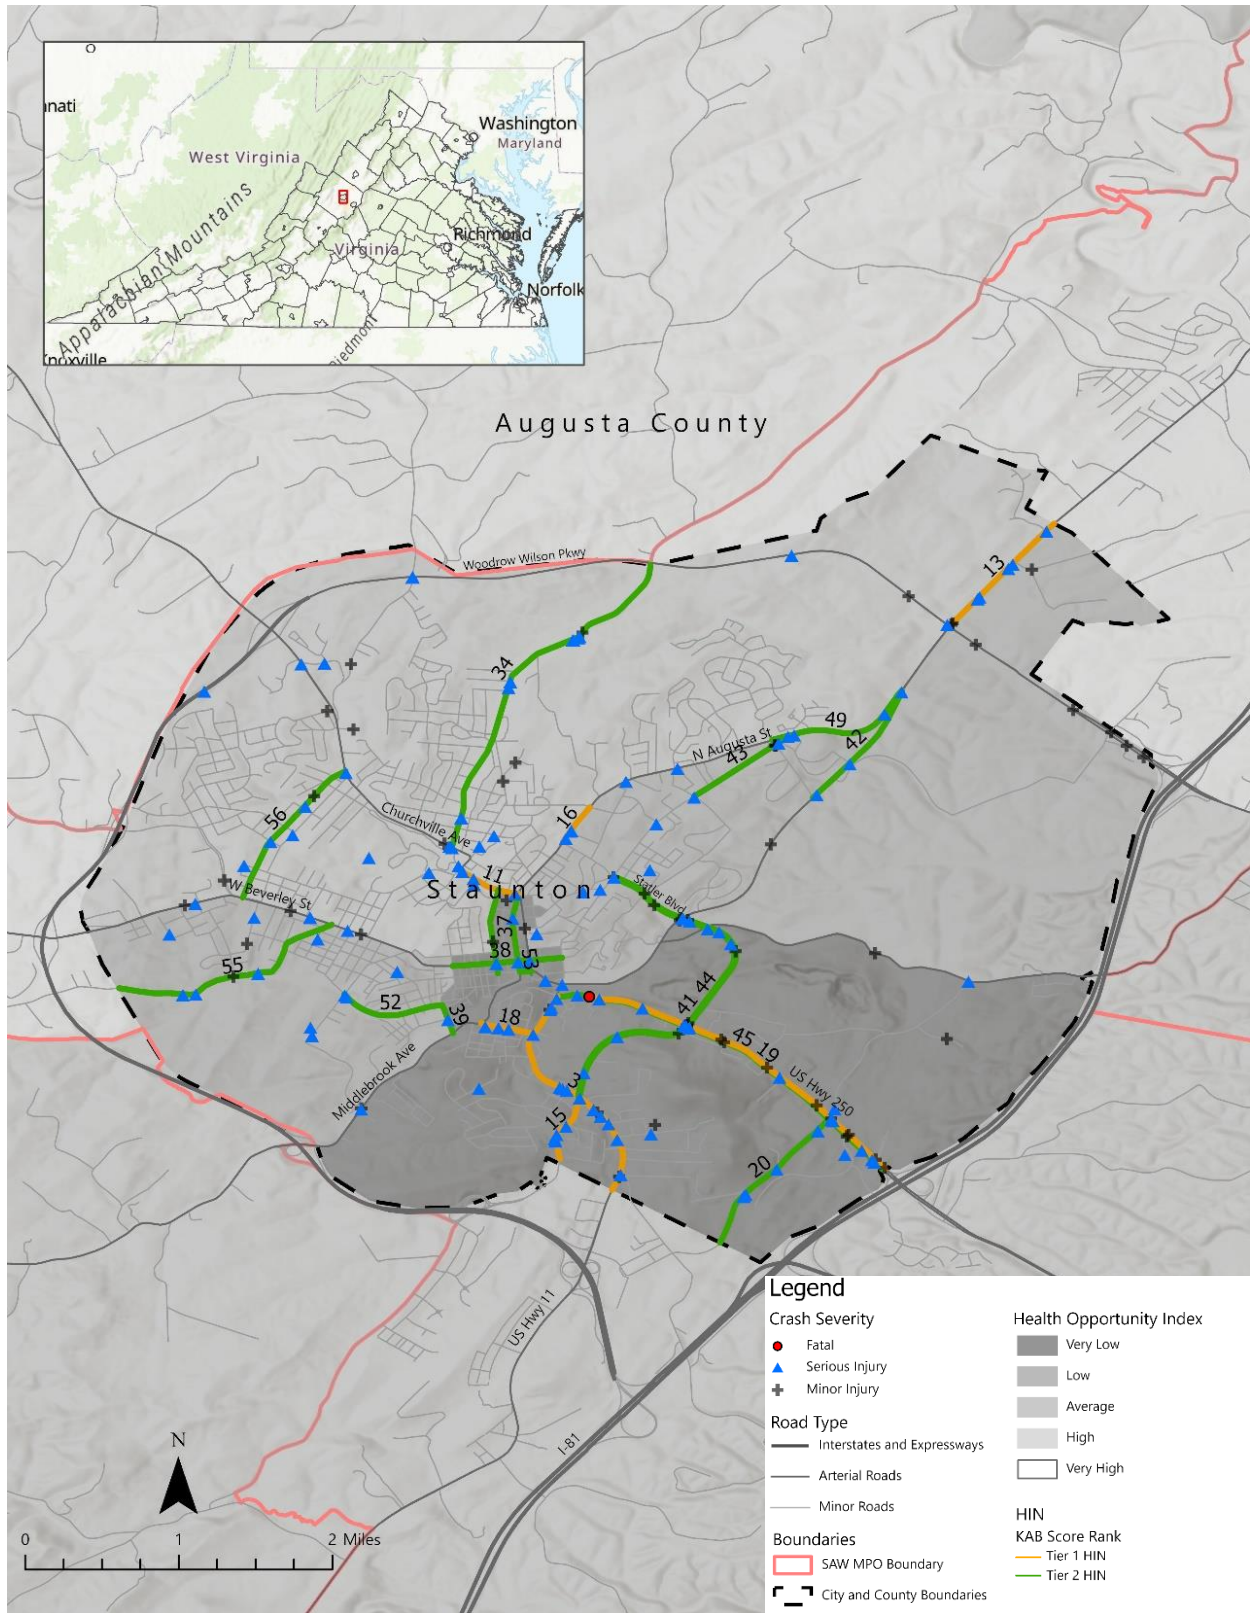 nati
Washington
Maryland
West Virginia
Appalachian Mountains
Richmond
Virginia
Norfolk
Piedmont
Knoxville
Augusta County
Woodrow Wilson Pkwy
13
34
49
N Augusta St
42
43
16
56
Churchville Ave
11
Staunton
W Beverley St
Statler Blvd
37
38
53
55
52
39
18
44
41
45
19
Middlebrook Ave
3
US Hwy 250
15
20
US Hwy 11
I-81
N
0
1
2 Miles
Legend
Crash Severity
Fatal
Serious Injury
Minor Injury
Road Type
Interstates and Expressways
Arterial Roads
Minor Roads
Boundaries
SAW MPO Boundary
City and County Boundaries
Health Opportunity Index
Very Low
Low
Average
High
Very High
HIN
KAB Score Rank
Tier 1 HIN
Tier 2 HIN